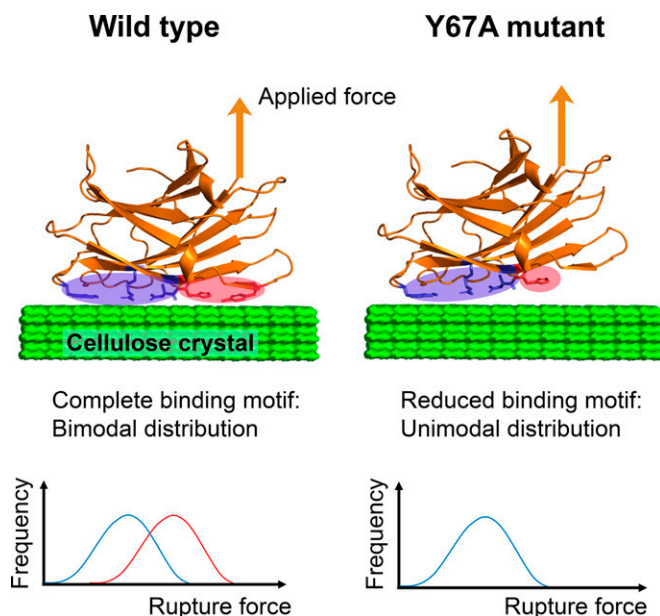 Wild type
Y67A mutant
Applied force
Cellulose crystal
Complete binding motif:
Bimodal distribution
Reduced binding motif:
Unimodal distribution
Frequency
Rupture force
Frequency
Rupture force